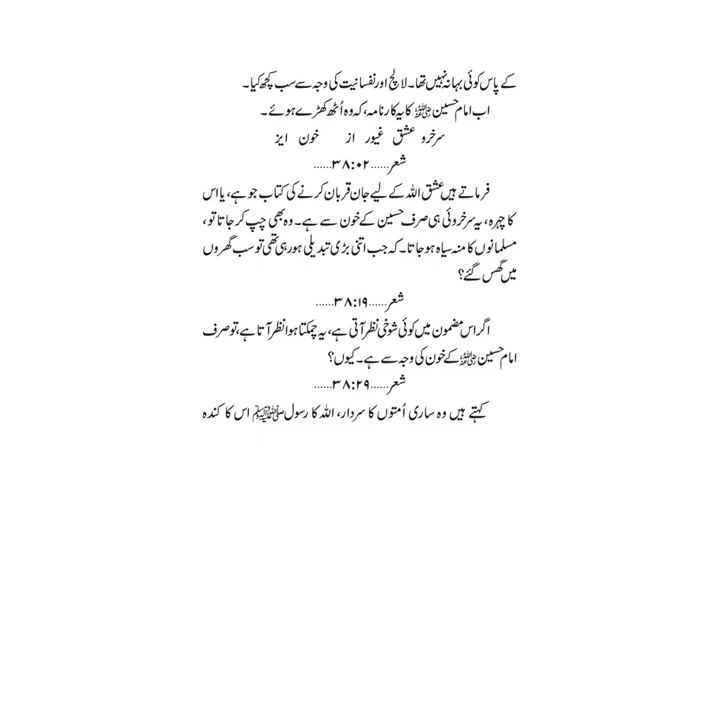 کے پاس کوئی بہانہ نہیں تھا۔ لالچ اور نفسانیت کی وجہ سے سب کچھ کیا۔
اب امام حسین ؓ کا یہ کارنامہ، کہ وہ اُٹھ کھڑے ہوئے۔
سرخرو عشق غیور از خون ایز
شعر......۳۸:۰۲......
فرماتے ہیں عشق اللہ کے لیے جان قربان کرنے کی کتاب جو ہے، یا اس
کا چہرہ، یہ سرخروئی ہی صرف حسین کے خون سے ہے۔ وہ بھی چپ کر جاتا تو،
مسلمانوں کا منہ سیاہ ہو جاتا۔ کہ جب اتنی بڑی تبدیلی ہو رہی تھی تو سب گھروں
میں گھس گئے؟
شعر......۳۸:۱۹......
اگر اس مضمون میں کوئی شوخی نظر آتی ہے، یہ چمکتا ہوا نظر آتا ہے، تو صرف
امام حسین ؓ کے خون کی وجہ سے ہے۔ کیوں؟
شعر......۳۸:۲۹......
کہتے ہیں وہ ساری اُمتوں کا سردار، اللہ کا رسول ﷺ اس کا کندہ